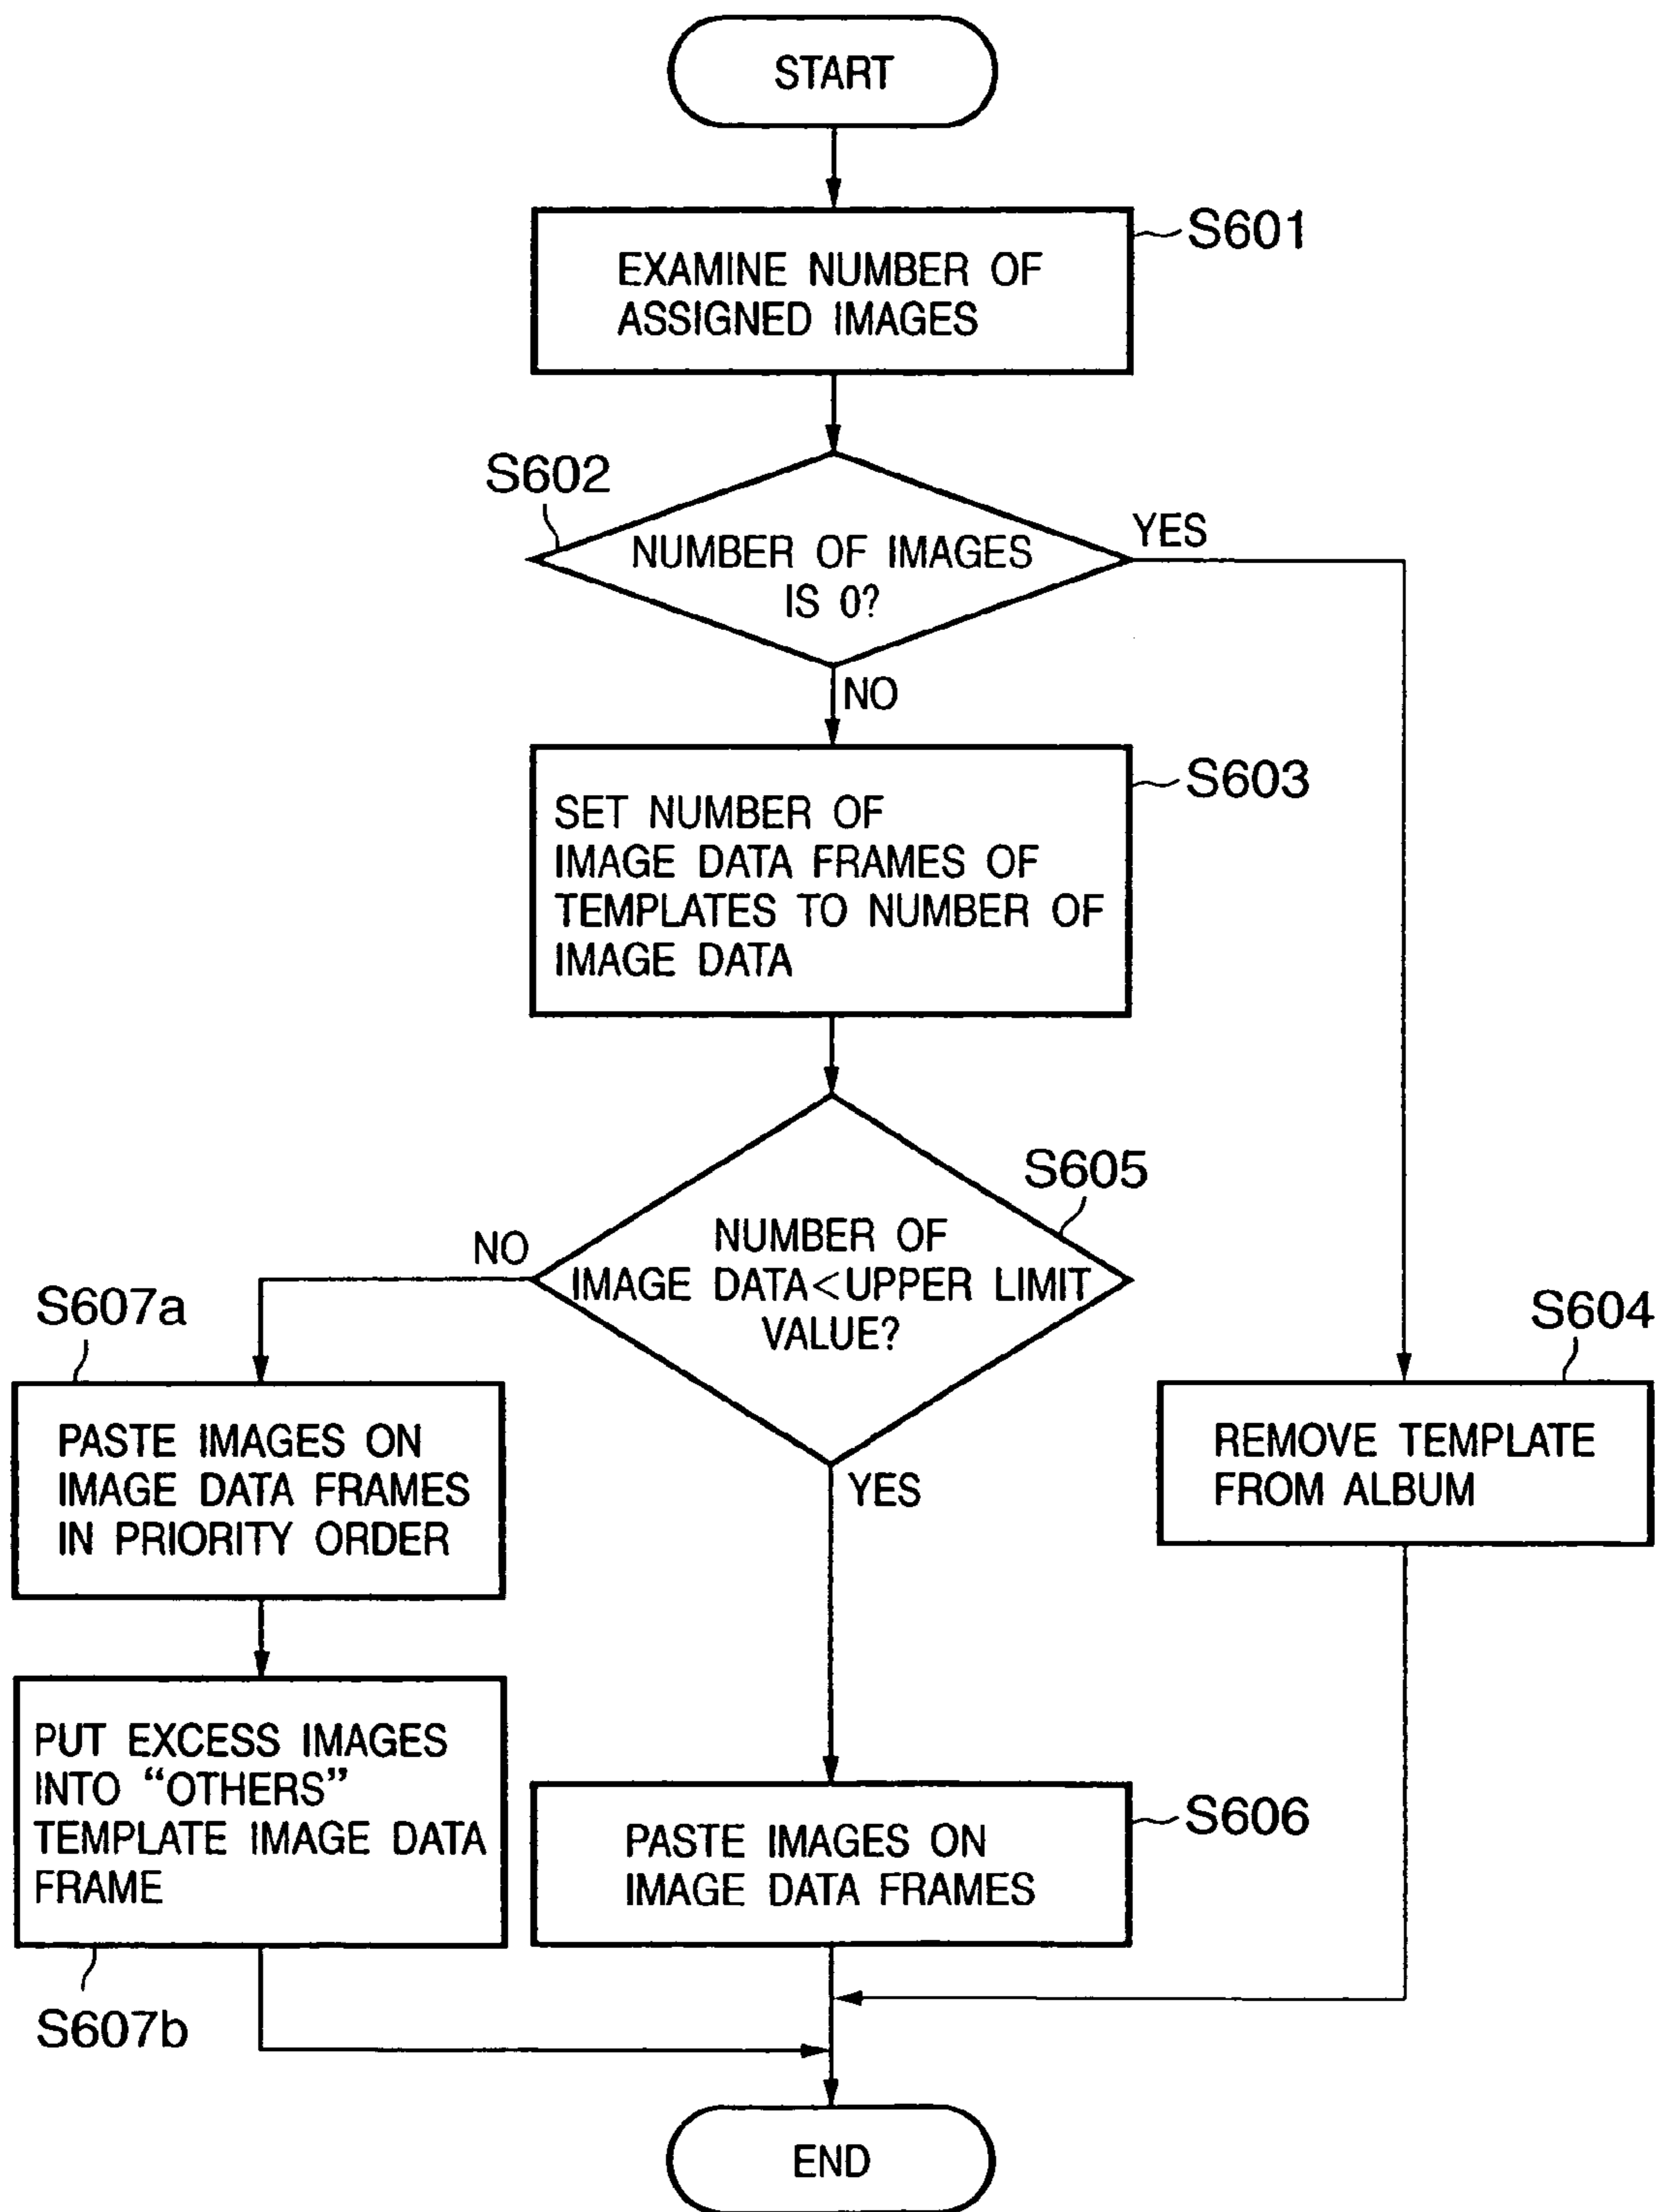 START
S601
EXAMINE NUMBER OF
ASSIGNED IMAGES
S602
NUMBER OF IMAGES
IS 0?
YES
NO
S603
SET NUMBER OF
IMAGE DATA FRAMES OF
TEMPLATES TO NUMBER OF
IMAGE DATA
S605
NUMBER OF
IMAGE DATA<UPPER LIMIT
VALUE?
NO
YES
S607a
PASTE IMAGES ON
IMAGE DATA FRAMES
IN PRIORITY ORDER
S604
REMOVE TEMPLATE
FROM ALBUM
PUT EXCESS IMAGES
INTO “OTHERS”
TEMPLATE IMAGE DATA
FRAME
S607b
S606
PASTE IMAGES ON
IMAGE DATA FRAMES
END